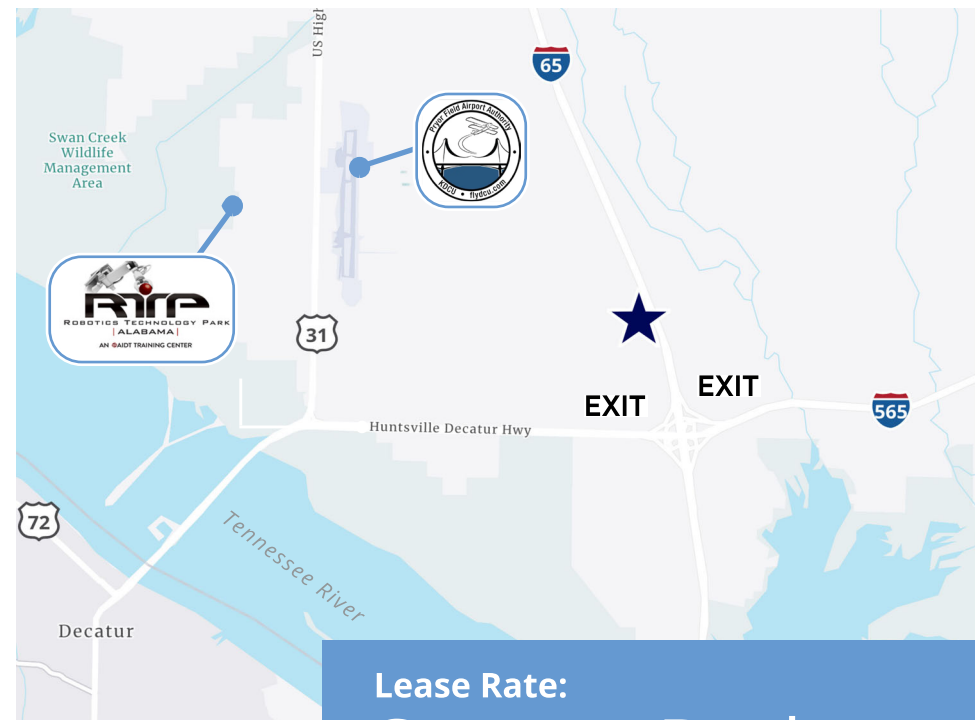 US High
65
Swan Creek
Wildlife
Management
Area
Pryor Field Airport Authority
KDCU • flydcu.com
RTP
ROBOTICS TECHNOLOGY PARK
| ALABAMA |
AN AIDT TRAINING CENTER
31
EXIT
EXIT
565
Huntsville Decatur Hwy
72
Tennessee River
Decatur
Lease Rate: